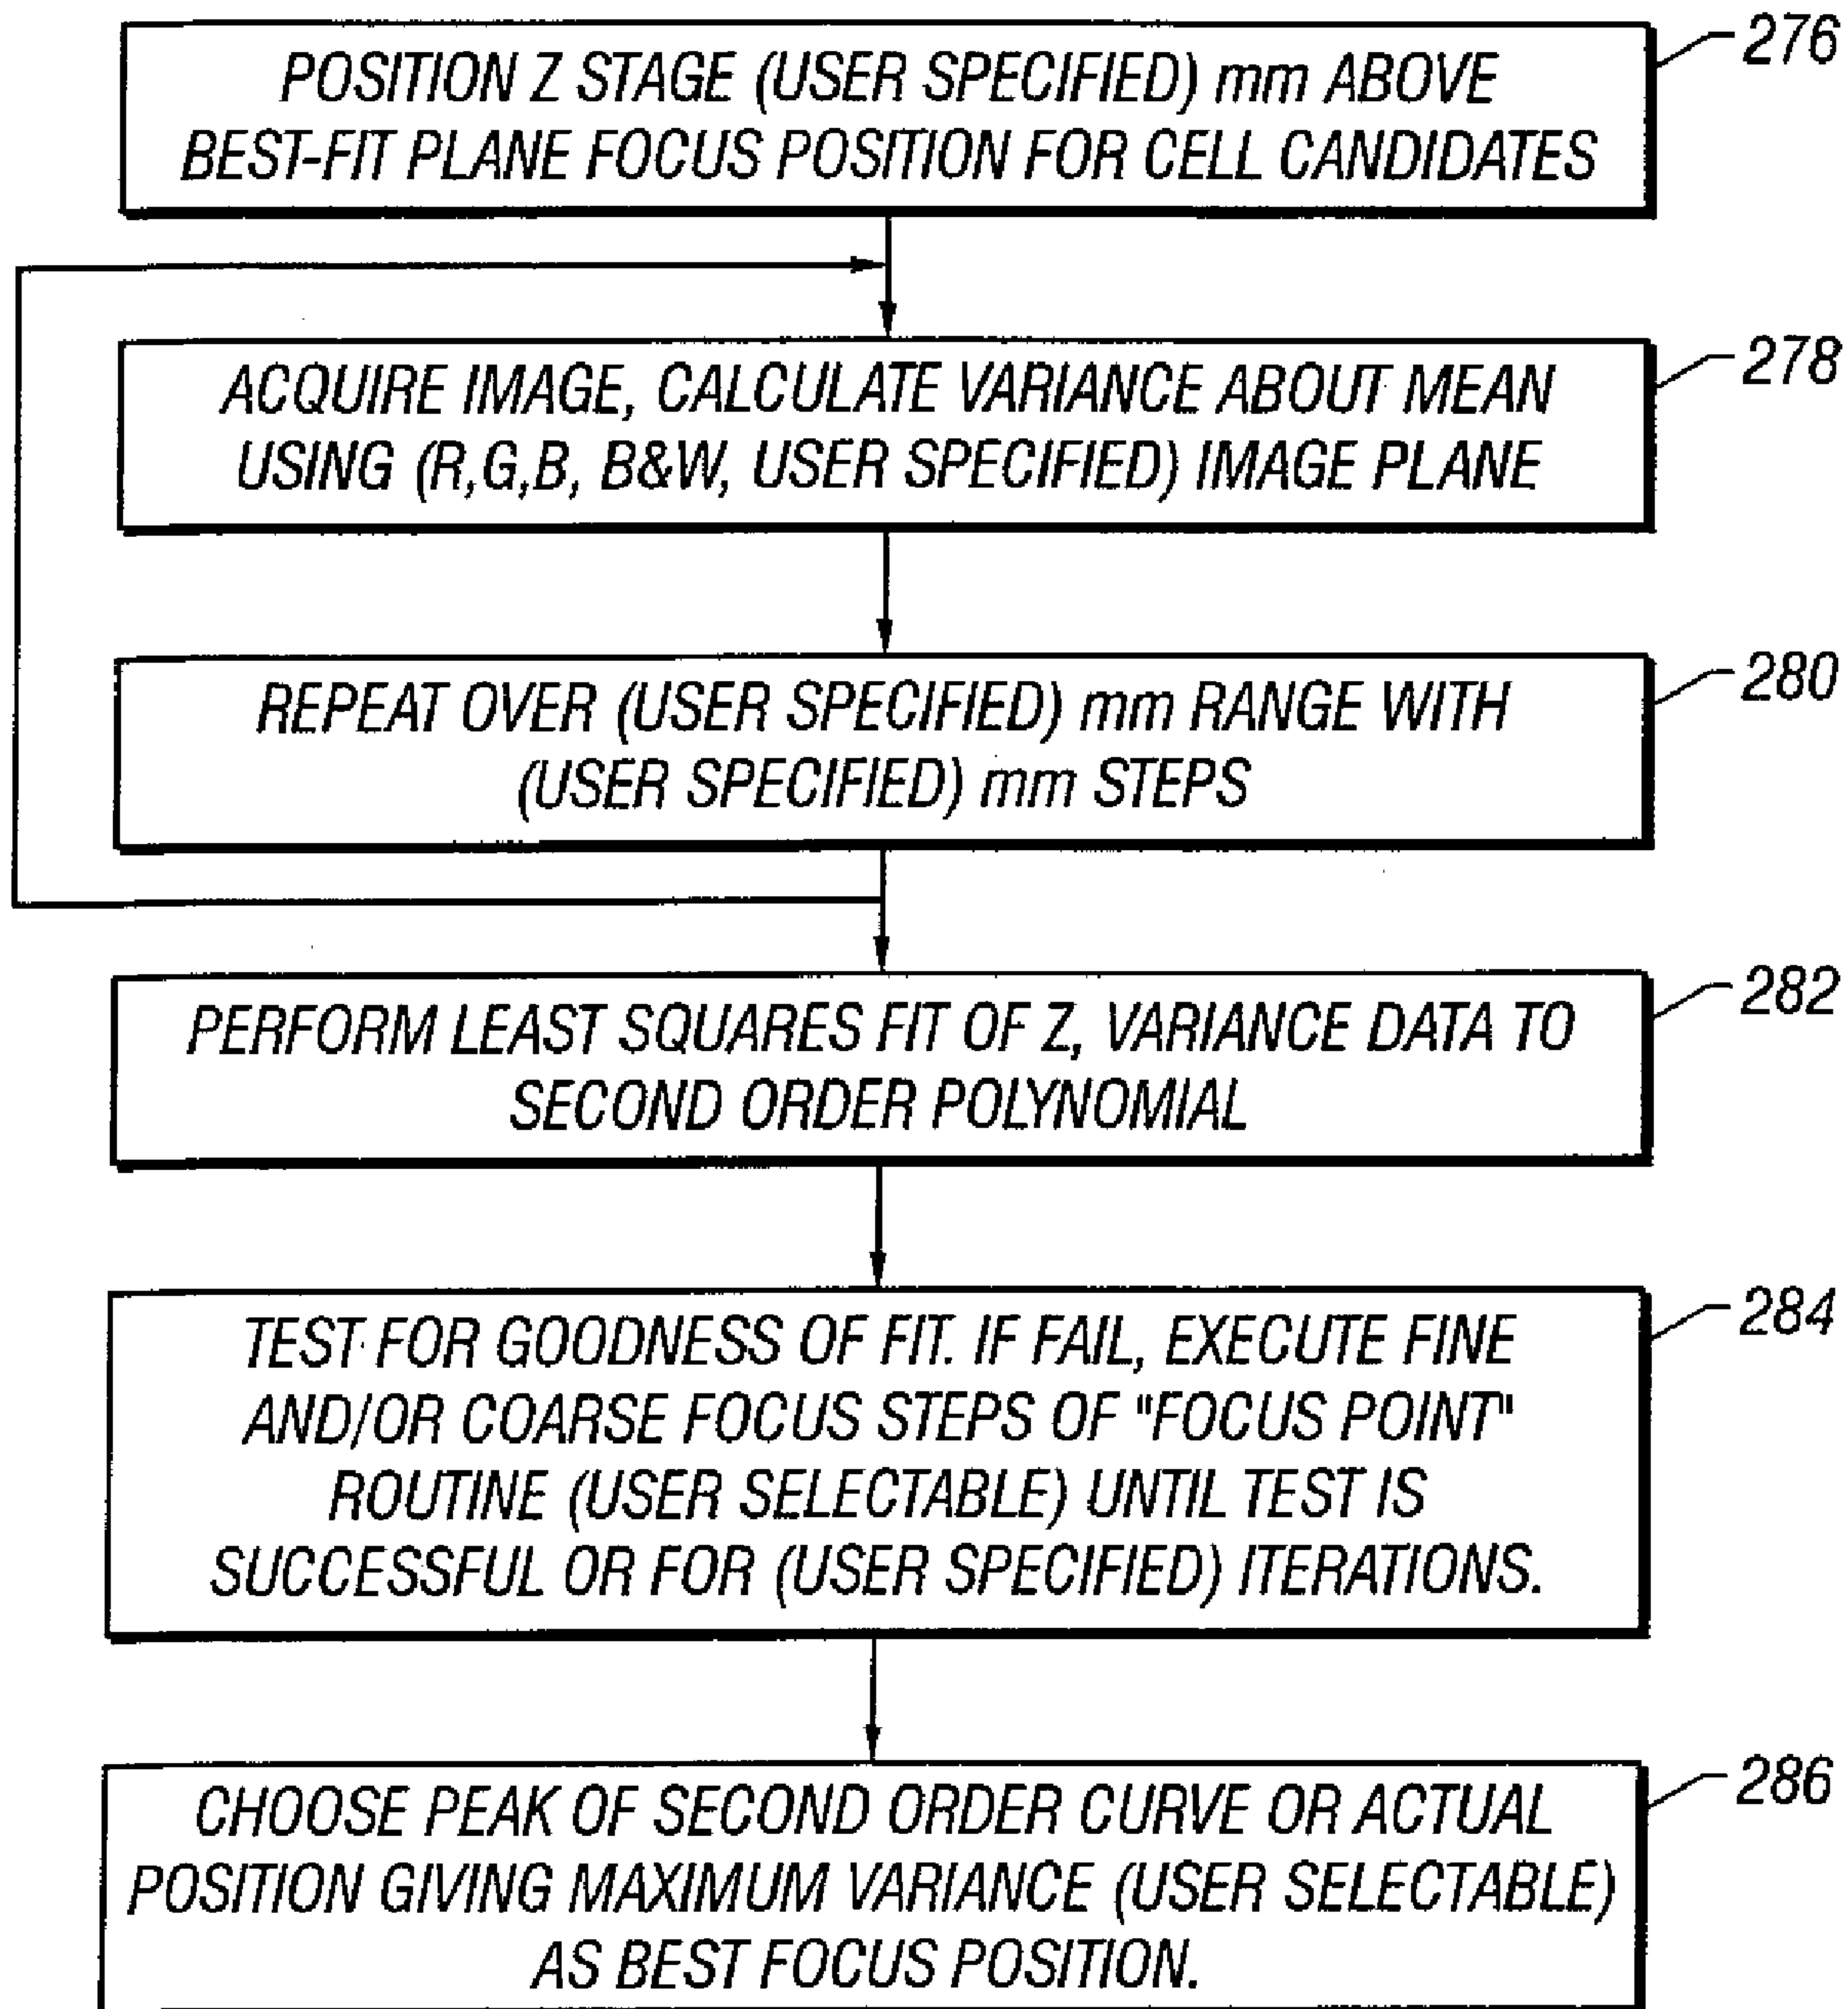 276
POSITION Z STAGE (USER SPECIFIED) mm ABOVE
BEST-FIT PLANE FOCUS POSITION FOR CELL CANDIDATES
278
ACQUIRE IMAGE, CALCULATE VARIANCE ABOUT MEAN
USING (R,G,B, B&W, USER SPECIFIED) IMAGE PLANE
280
REPEAT OVER (USER SPECIFIED) mm RANGE WITH
(USER SPECIFIED) mm STEPS
282
PERFORM LEAST SQUARES FIT OF Z, VARIANCE DATA TO
SECOND ORDER POLYNOMIAL
284
TEST FOR GOODNESS OF FIT. IF FAIL, EXECUTE FINE
AND/OR COARSE FOCUS STEPS OF "FOCUS POINT"
ROUTINE (USER SELECTABLE) UNTIL TEST IS
SUCCESSFUL OR FOR (USER SPECIFIED) ITERATIONS.
286
CHOOSE PEAK OF SECOND ORDER CURVE OR ACTUAL
POSITION GIVING MAXIMUM VARIANCE (USER SELECTABLE)
AS BEST FOCUS POSITION.